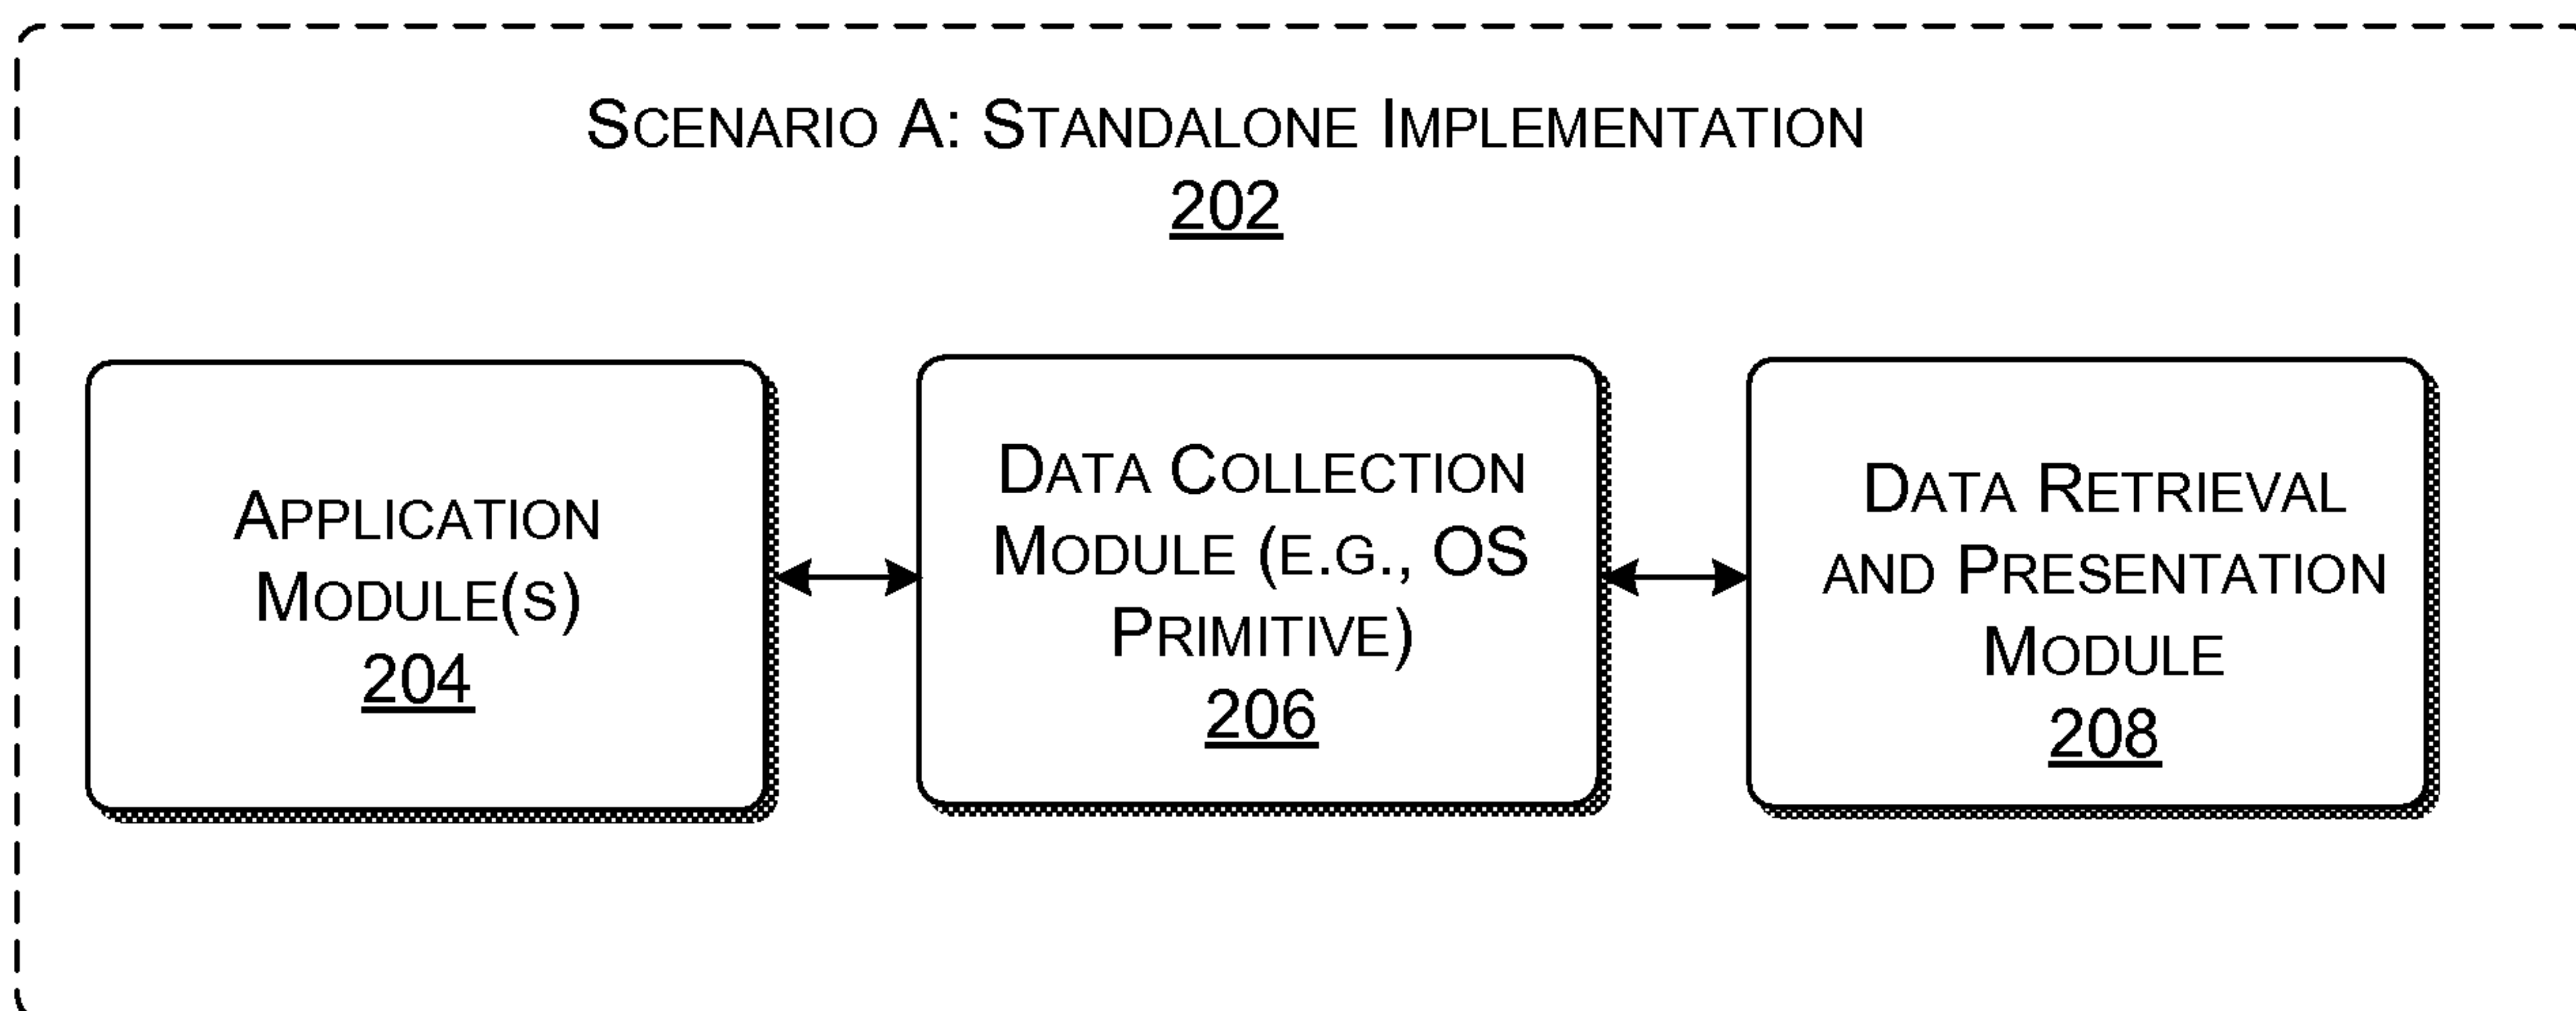 SCENARIO A: STANDALONE IMPLEMENTATION
202
APPLICATION
MODULE(S)
204
DATA COLLECTION
MODULE (E.G., OS
PRIMITIVE)
206
DATA RETRIEVAL
AND PRESENTATION
MODULE
208